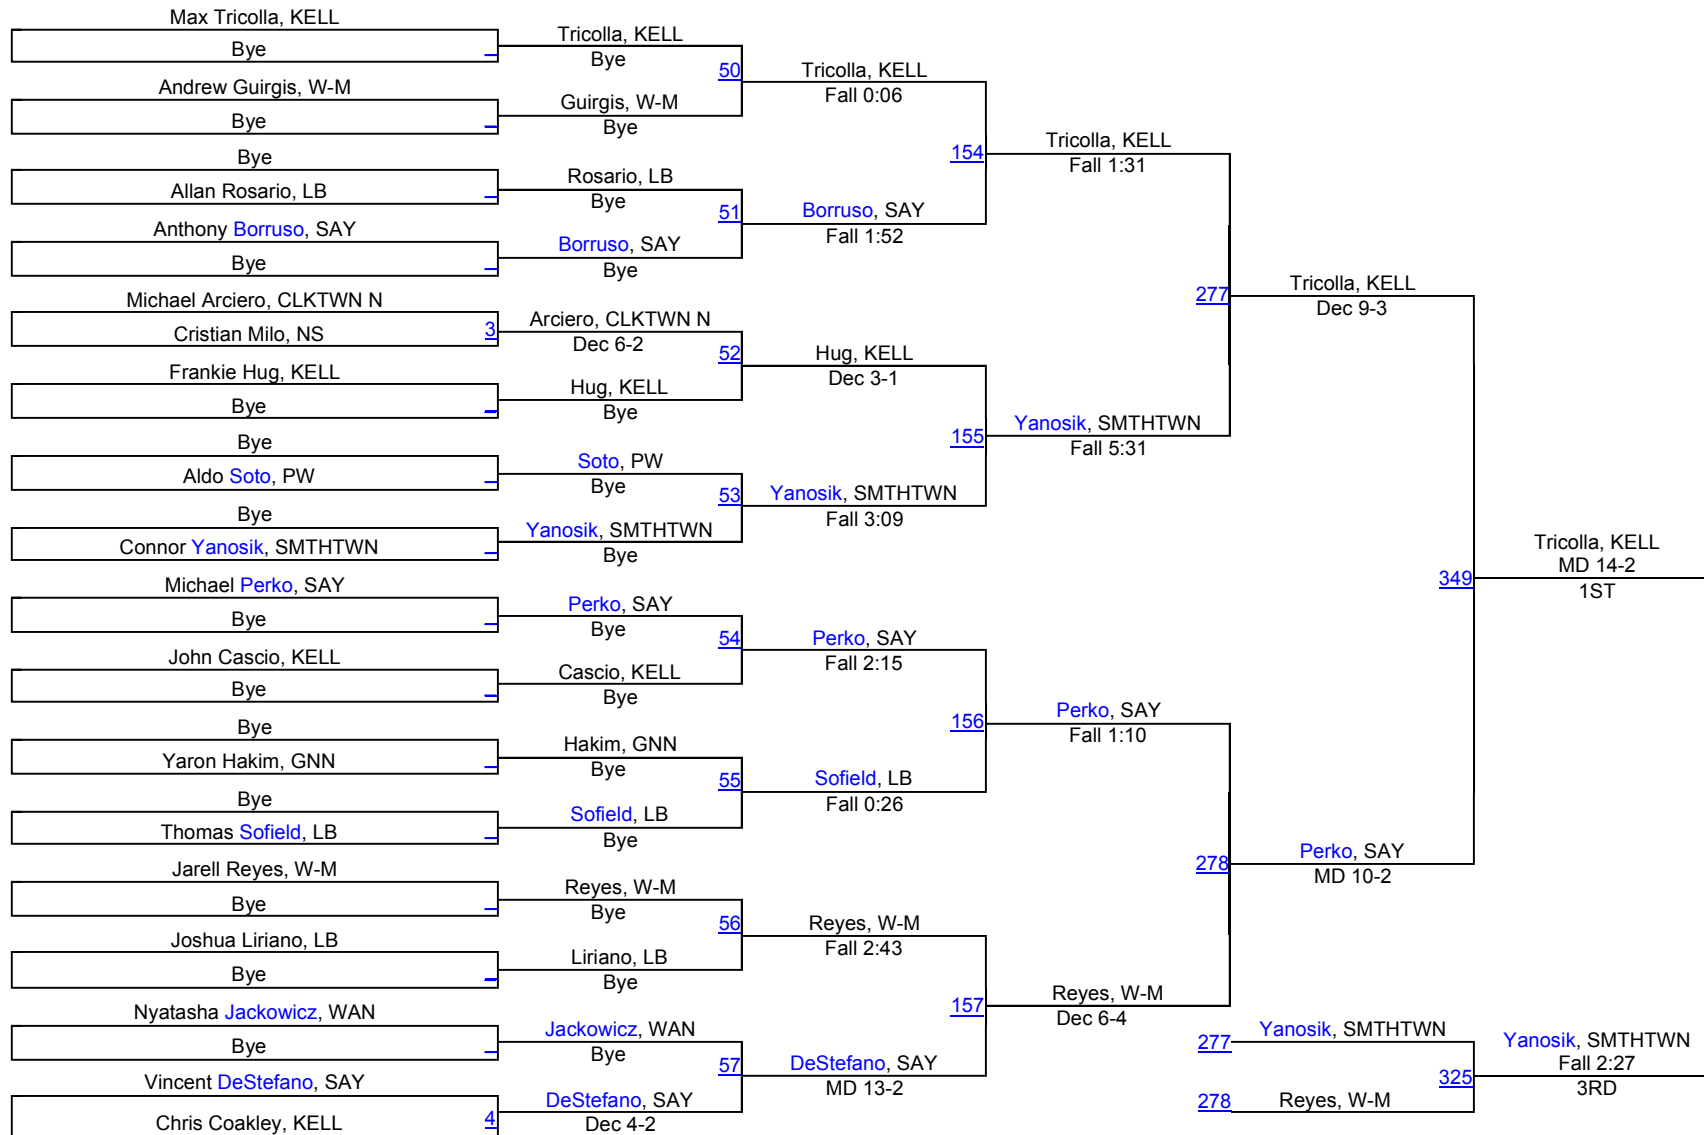 Max Tricolla, KELL
Bye
Andrew Guirgis, W-M
Bye
Bye
Allan Rosario, LB
Anthony Borruso, SAY
Bye
Michael Arciero, CLKTWN N
Cristian Milo, NS
3
Frankie Hug, KELL
Bye
Bye
Aldo Soto, PW
Bye
Connor Yanosik, SMTHTWN
Michael Perko, SAY
Bye
John Cascio, KELL
Bye
Bye
Yaron Hakim, GNN
Bye
Thomas Sofield, LB
Jarell Reyes, W-M
Bye
Joshua Liriano, LB
Bye
Nyatasha Jackowicz, WAN
Bye
Vincent DeStefano, SAY
Chris Coakley, KELL
4
Tricolla, KELL
Bye
50
Guirgis, W-M
Bye
Rosario, LB
Bye
51
Borruso, SAY
Bye
Arciero, CLKTWN N
Dec 6-2
52
Hug, KELL
Bye
Soto, PW
Bye
53
Yanosik, SMTHTWN
Bye
Perko, SAY
Bye
54
Cascio, KELL
Bye
Hakim, GNN
Bye
55
Sofield, LB
Bye
Reyes, W-M
Bye
56
Liriano, LB
Bye
Jackowicz, WAN
Bye
57
DeStefano, SAY
Dec 4-2
Tricolla, KELL
Fall 0:06
154
Borruso, SAY
Fall 1:52
Hug, KELL
Dec 3-1
155
Yanosik, SMTHTWN
Fall 3:09
Perko, SAY
Fall 2:15
156
Sofield, LB
Fall 0:26
Reyes, W-M
Fall 2:43
157
DeStefano, SAY
MD 13-2
Tricolla, KELL
Fall 1:31
277
Yanosik, SMTHTWN
Fall 5:31
Perko, SAY
Fall 1:10
278
Reyes, W-M
Dec 6-4
Tricolla, KELL
Dec 9-3
349
Perko, SAY
MD 10-2
Tricolla, KELL
MD 14-2
1ST
277
Yanosik, SMTHTWN
325
278
Reyes, W-M
Yanosik, SMTHTWN
Fall 2:27
3RD